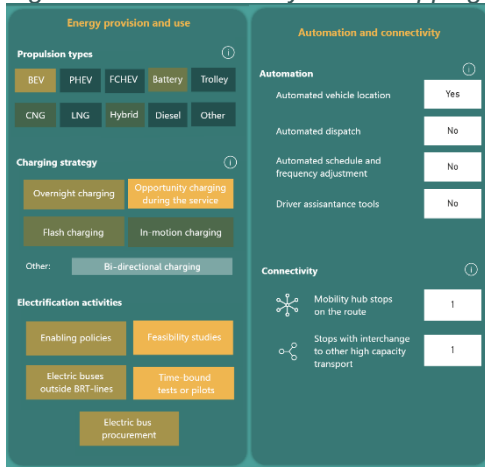 Energy provision and use
Propulsion types
BEV PHEV FCHEV Battery Trolley
CNG LNG Hybrid Diesel Other
Charging strategy
Overnight charging
Opportunity charging
during the service
Flash charging
In-motion charging
Other:
Bi-directional charging
Electrification activities
Enabling policies
Feasibility studies
Electric buses
outside BRT-lines
Time-bound
tests or pilots
Electric bus
procurement
Automation and connectivity
Automation
Automated vehicle location
Yes
Automated dispatch
No
Automated schedule and
frequency adjustment
No
Driver assisantance tools
No
Connectivity
Mobility hub stops
on the route
1
Stops with interchange
to other high capacity
transport
1